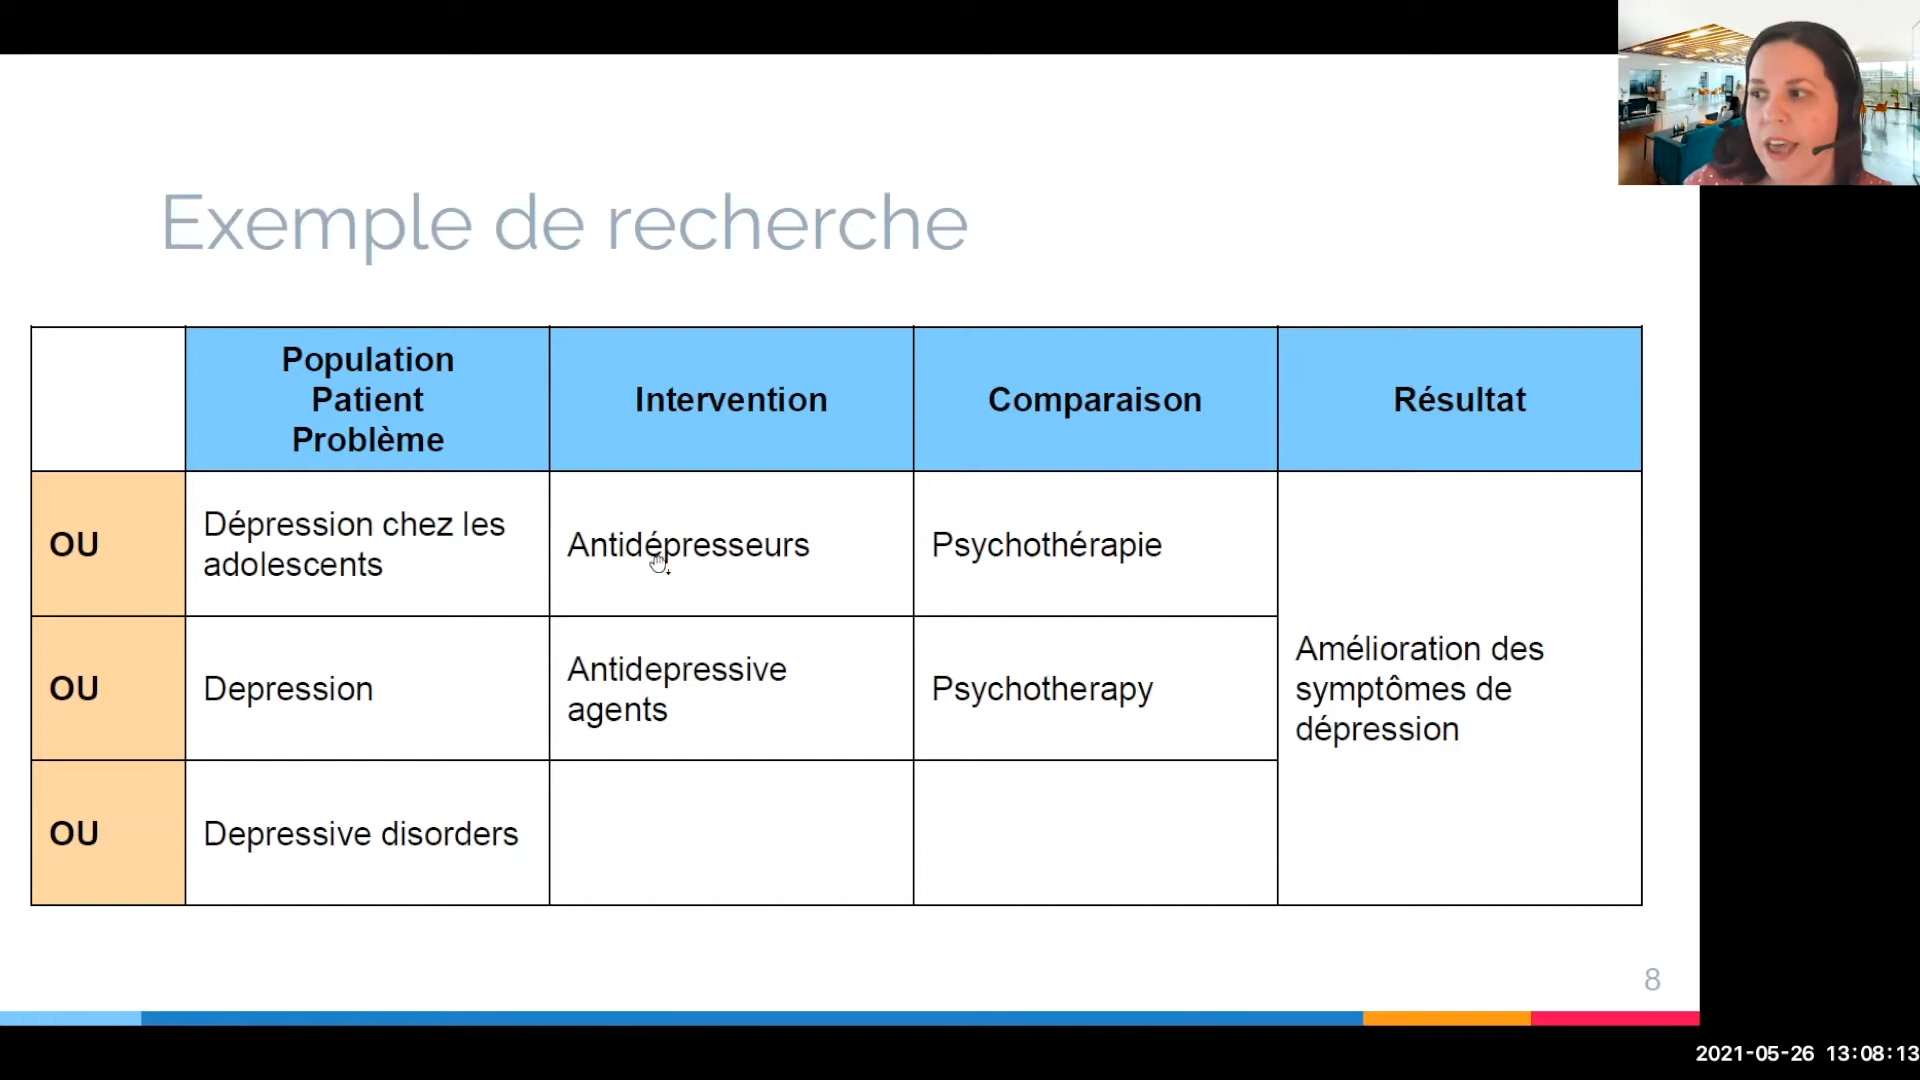 Exemple de recherche
Population
Patient
Problème
Intervention
Comparaison
Résultat
OU
Dépression chez les
adolescents
Antidépresseurs
Psychothérapie
Amélioration des
symptômes de
dépression
OU
Depression
Antidepressive
agents
Psychotherapy
OU
Depressive disorders
8
2021-05-26 13:08:13